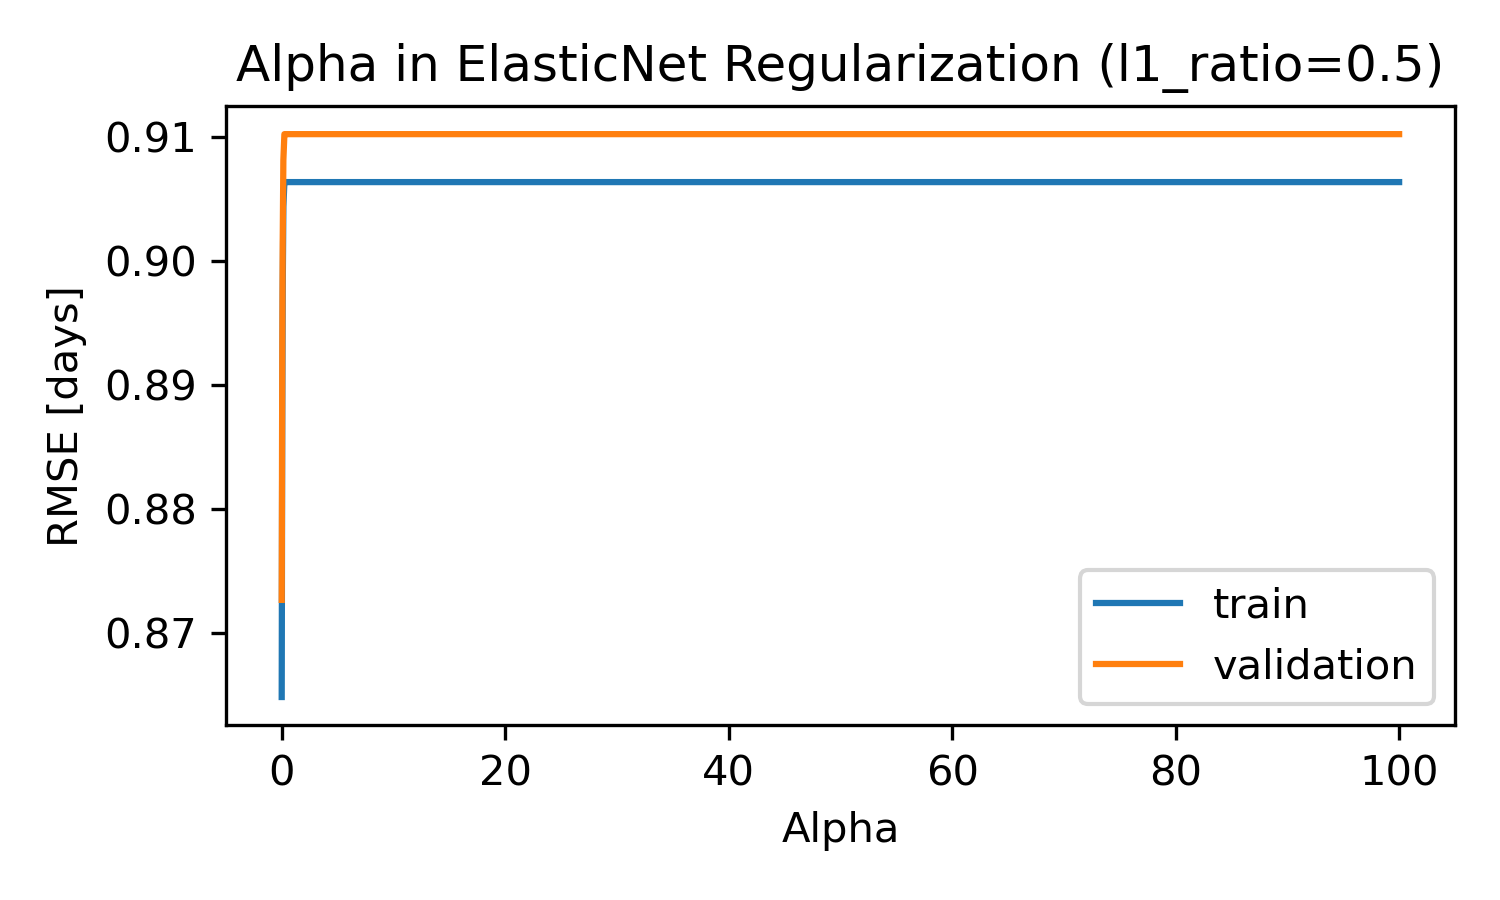 Alpha in ElasticNet Regularization (l1_ratio=0.5)
0.91
0.90
0.89
0.88
0.87
RMSE [days]
train
validation
0 20 40 60 80 100
Alpha